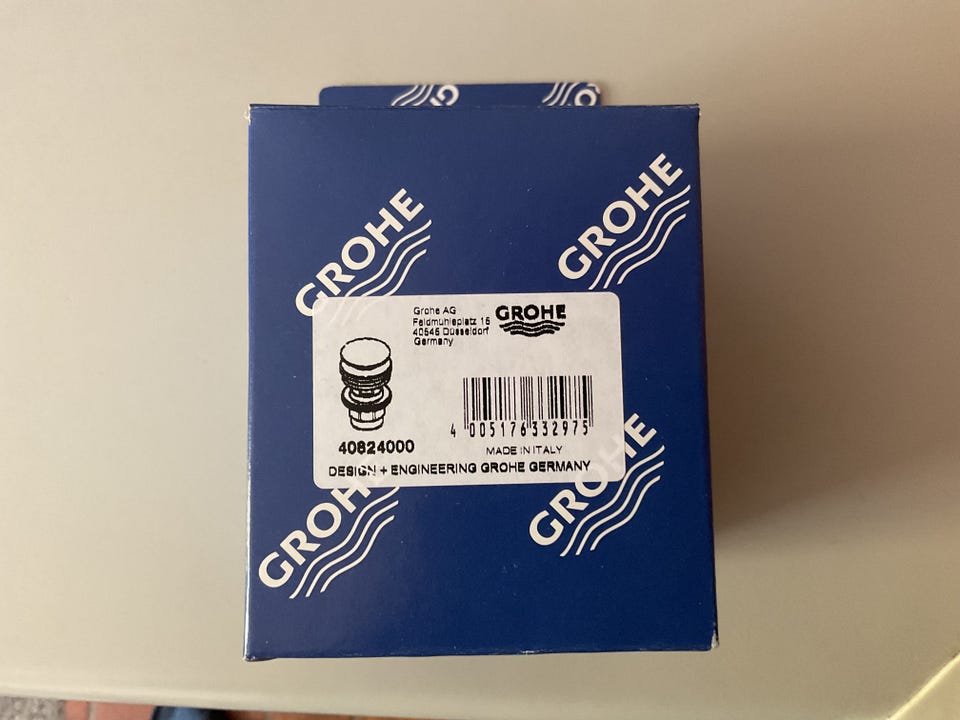 GROHE
GROHE
Grohe AG
Feldmühleplatz 15
40545 Düsseldorf
Germany
GROHE
4 005176 332975
40824000
MADE IN ITALY
DESIGN + ENGINEERING GROHE GERMANY
GROHE
GROHE